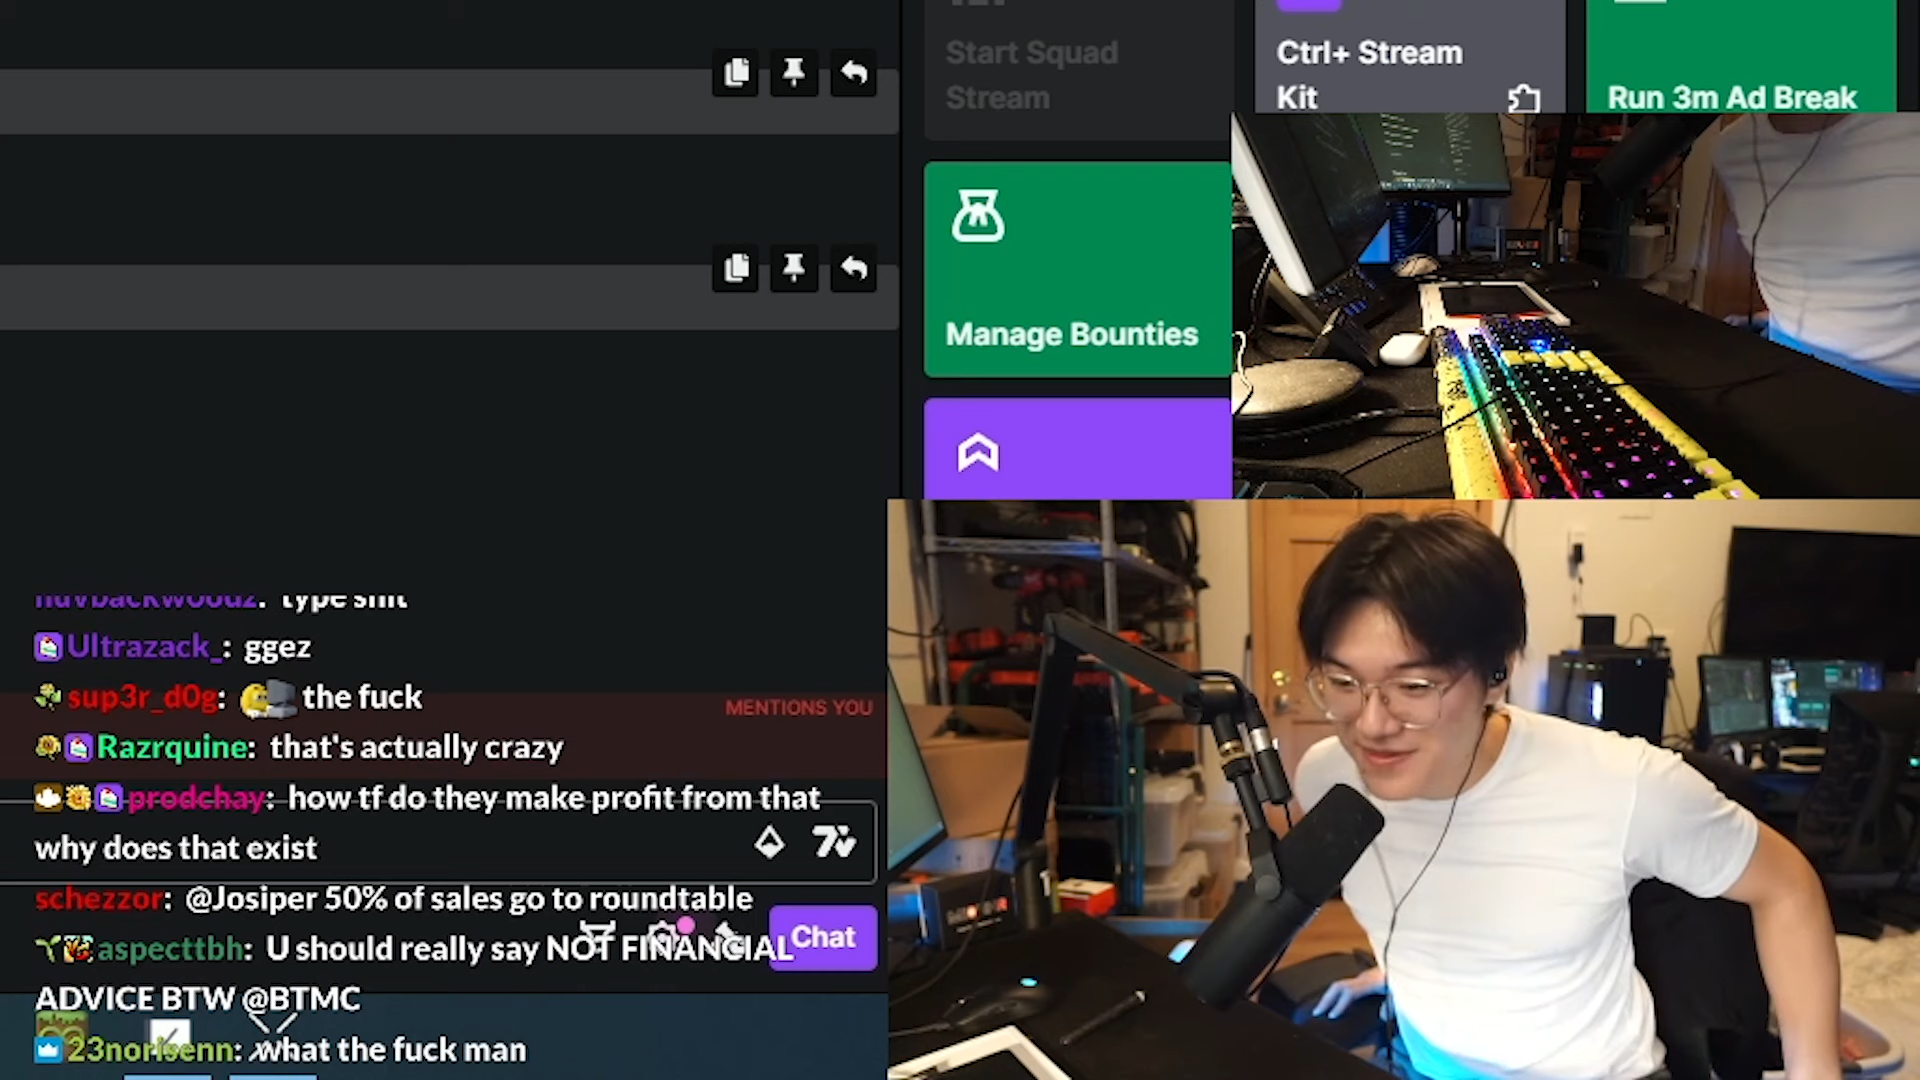 Start Squad
Stream
Ctrl+ Stream
Kit
Run 3m Ad Break
Manage Bounties
type shit
Ultrazack_: ggez
sup3r_d0g: the fuck
MENTIONS YOU
Razrquine: that's actually crazy
prodchay: how tf do they make profit from that
why does that exist
schezzor: @Josiper 50% of sales go to roundtable
aspecttbh: U should really say NOT FINANCIAL
ADVICE BTW @BTMC
Chat
23norisenn: what the fuck man